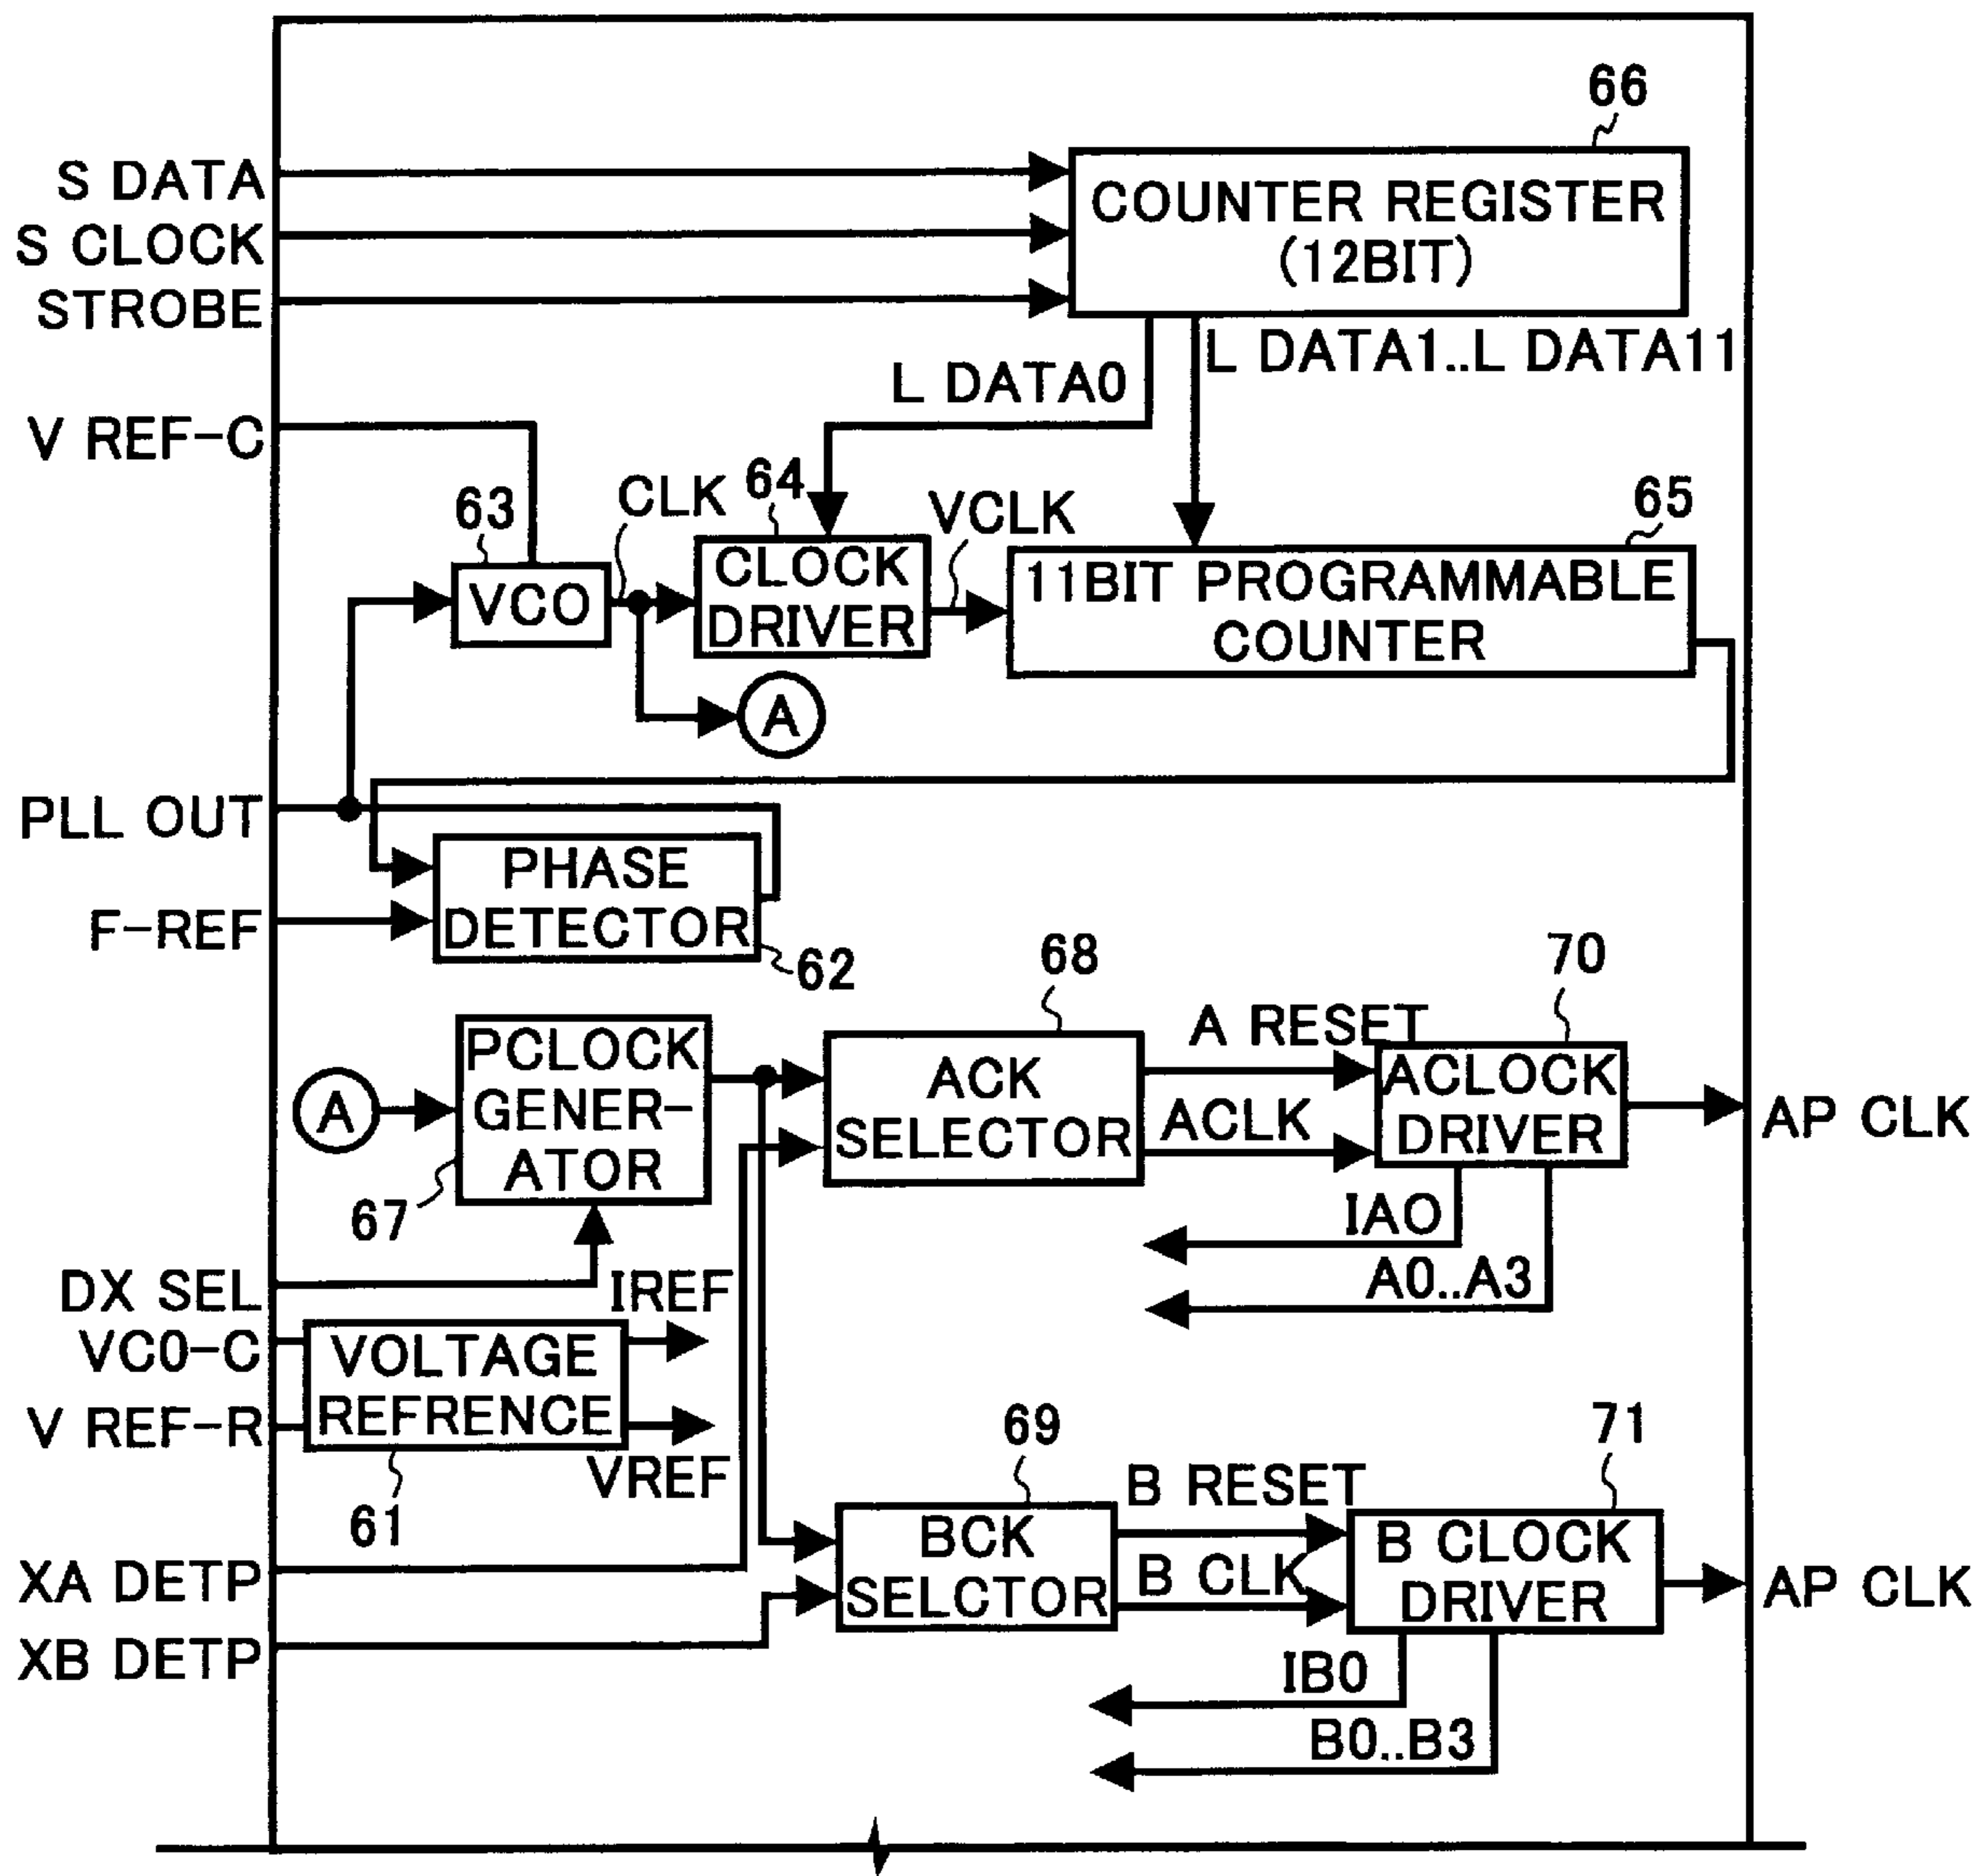 66
S DATA
S CLOCK
STROBE
COUNTER REGISTER
(12BIT)
L DATA0
L DATA1..L DATA11
V REF-C
63
CLK
64
VCLK
65
VCO
CLOCK
DRIVER
11BIT PROGRAMMABLE
COUNTER
A
PLL OUT
F-REF
PHASE
DETECTOR
62
68
70
A
PCLOCK
GENER-
ATOR
67
ACK
SELECTOR
A RESET
ACLK
ACLOCK
DRIVER
AP CLK
IAO
A0..A3
DX SEL
VC0-C
V REF-R
VOLTAGE
REFRENCE
IREF
VREF
61
69
71
XA DETP
XB DETP
BCK
SELCTOR
B RESET
B CLK
B CLOCK
DRIVER
AP CLK
IB0
B0..B3